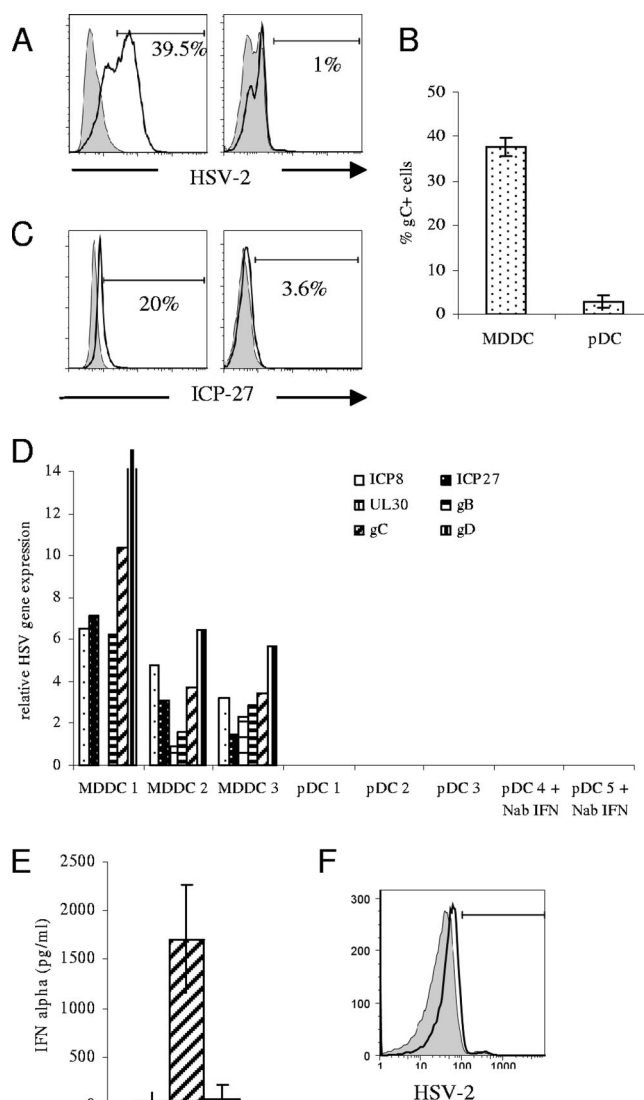 A
39.5%
1%
HSV-2
B
% gC+ cells
50
40
30
20
10
0
MDDC
pDC
C
20%
3.6%
ICP-27
D
relative HSV gene expression
14
12
10
8
6
4
2
0
ICP8
ICP27
UL30
gB
gC
gD
MDDC 1
MDDC 2
MDDC 3
pDC 1
pDC 2
pDC 3
pDC 4 +
Nab IFN
pDC 5 +
Nab IFN
E
IFN alpha (pg/ml)
2500
2000
1500
1000
500
F
300
200
100
0
1
10
100
1000
HSV-2